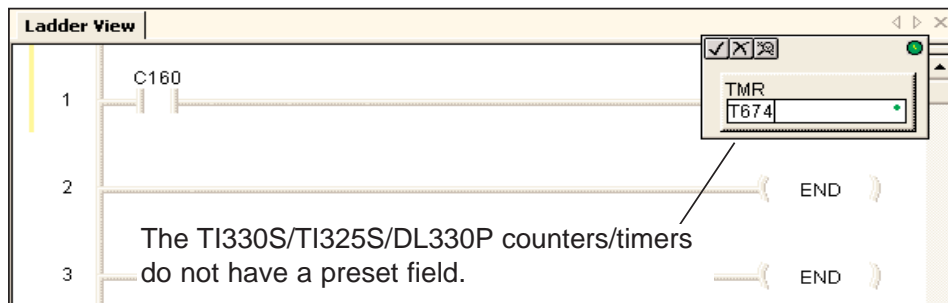 Ladder View
C160
1
TMR
T674
2
END
The TI330S/TI325S/DL330P counters/timers
do not have a preset field.
3
END